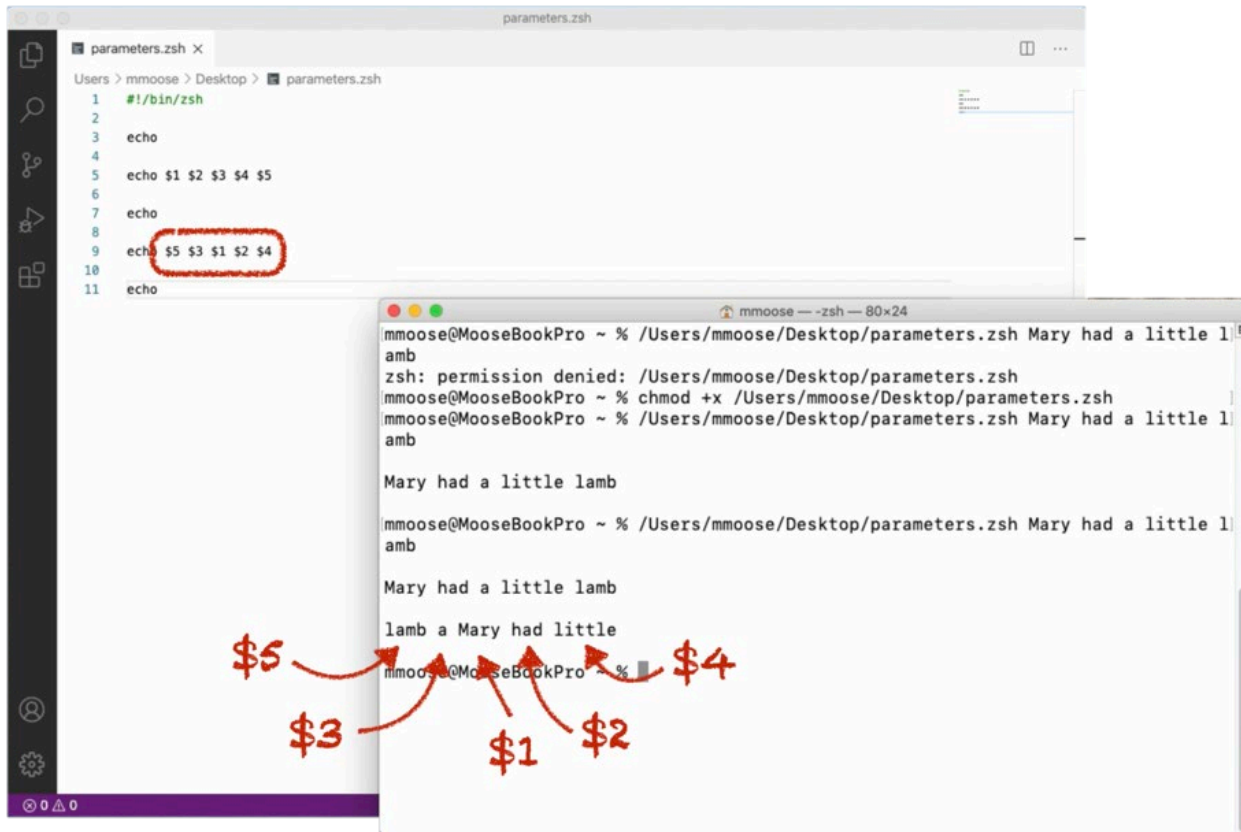 parameters.zsh
parameters.zsh ×
...
Users > mmoose > Desktop > parameters.zsh
1 #!/bin/zsh
2
3 echo
4
5 echo $1 $2 $3 $4 $5
6
7 echo
8
9 echo $5 $3 $1 $2 $4
10
11 echo
mmoose — -zsh — 80×24
mmoose@MooseBookPro ~ % /Users/mmoose/Desktop/parameters.zsh Mary had a little l
amb
zsh: permission denied: /Users/mmoose/Desktop/parameters.zsh
mmoose@MooseBookPro ~ % chmod +x /Users/mmoose/Desktop/parameters.zsh
mmoose@MooseBookPro ~ % /Users/mmoose/Desktop/parameters.zsh Mary had a little l
amb
Mary had a little lamb
mmoose@MooseBookPro ~ % /Users/mmoose/Desktop/parameters.zsh Mary had a little l
amb
Mary had a little lamb
lamb a Mary had little
mmoose@MooseBookPro ~ %
$5
$4
$3
$1
$2
0 0